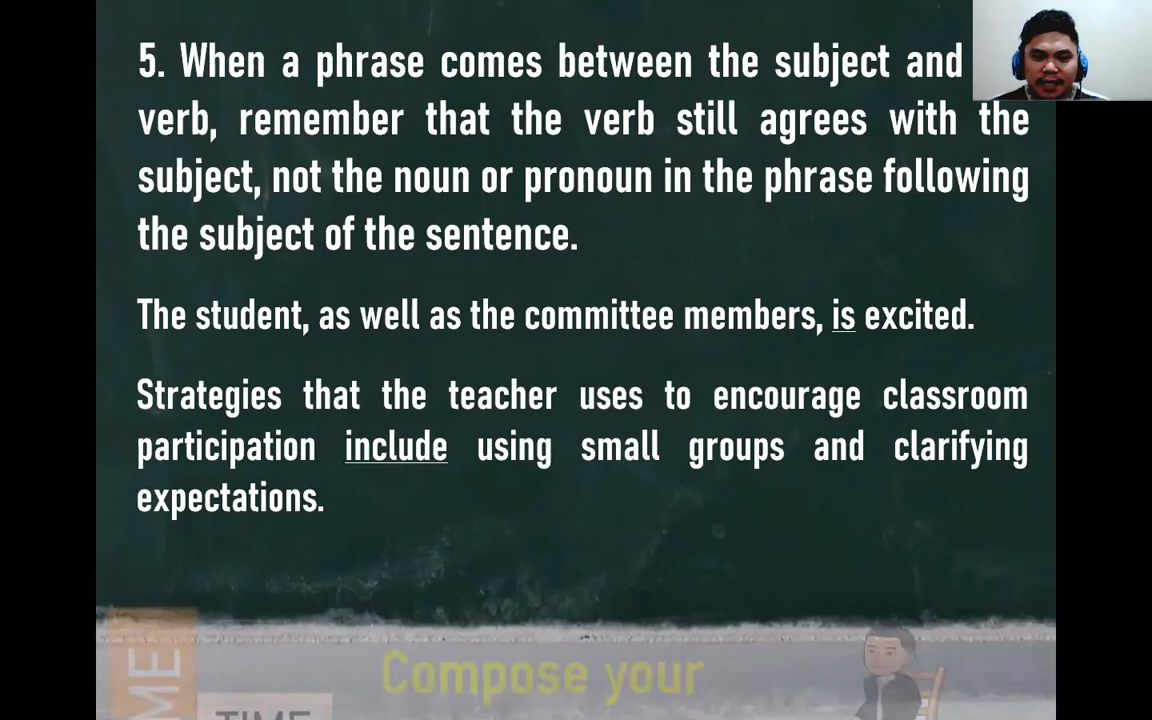 5. When a phrase comes between the subject and
verb, remember that the verb still agrees with the
subject, not the noun or pronoun in the phrase following
the subject of the sentence.
The student, as well as the committee members, is excited.
Strategies that the teacher uses to encourage classroom
participation include using small groups and clarifying
expectations.
Compose your
TIME